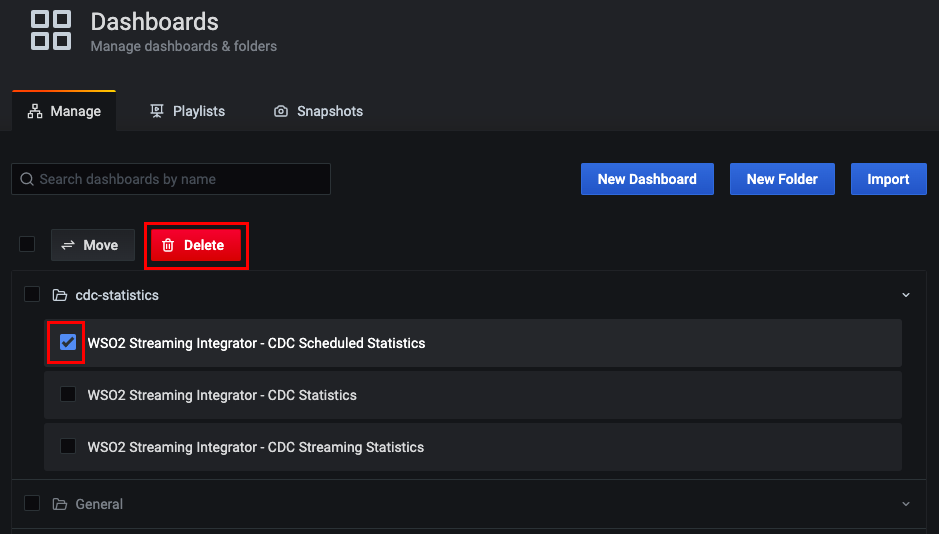 Dashboards
Manage dashboards & folders
Manage Playlists Snapshots
Search dashboards by name New Dashboard New Folder Import
Move Delete
cdc-statistics
WSO2 Streaming Integrator - CDC Scheduled Statistics
WSO2 Streaming Integrator - CDC Statistics
WSO2 Streaming Integrator - CDC Streaming Statistics
General